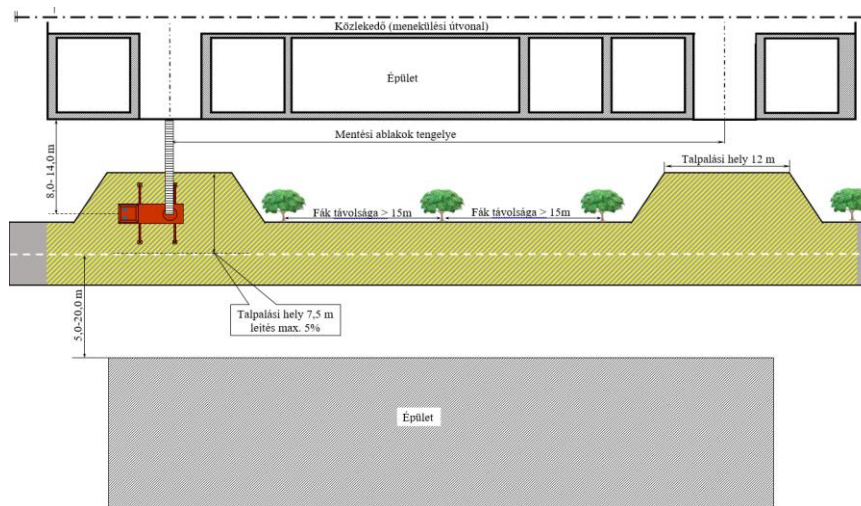 Közlekedő (menekülési útvonal)
Épület
Mentési ablakok tengelye
8,0- 14,0 m
Talpalási hely 12 m
Fák távolsága > 15m
Fák távolsága > 15m
Talpalási hely 7,5 m
lejtés max. 5%
5,0-20,0 m
Épület